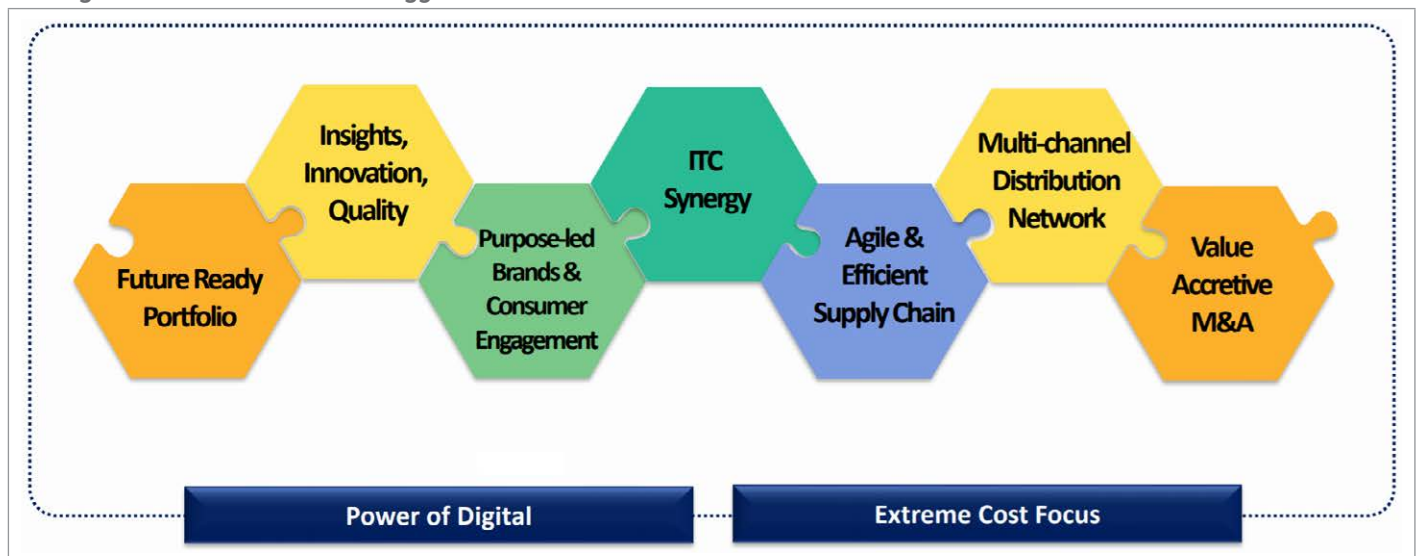 Insights,
Innovation,
Quality
ITC
Synergy
Multi-channel
Distribution
Network
Future Ready
Portfolio
Purpose-led
Brands &
Consumer
Engagement
Agile &
Efficient
Supply Chain
Value
Accretive
M&A
Power of Digital
Extreme Cost Focus